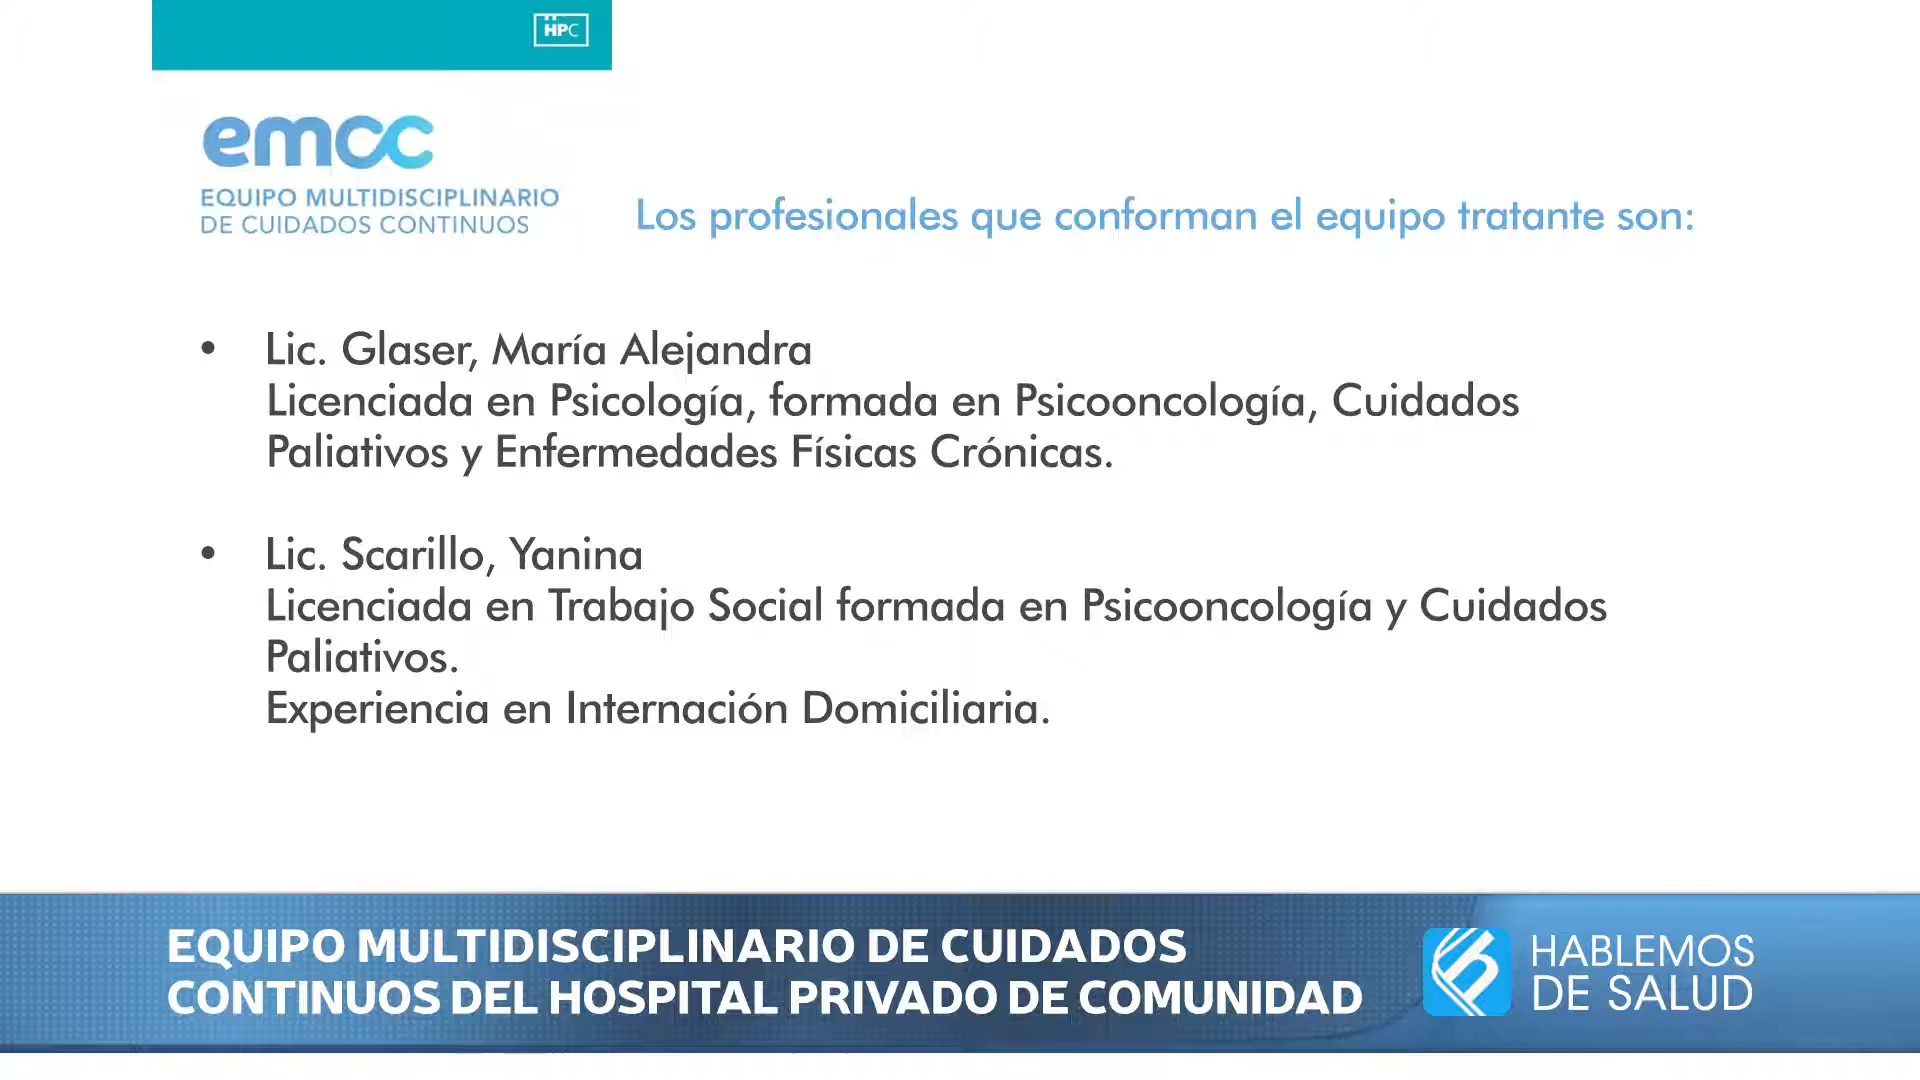 HPC
emcc
EQUIPO MULTIDISCIPLINARIO
DE CUIDADOS CONTINUOS
Los profesionales que conforman el equipo tratante son:
• Lic. Glaser, María Alejandra
Licenciada en Psicología, formada en Psicooncología, Cuidados
Paliativos y Enfermedades Físicas Crónicas.
• Lic. Scarillo, Yanina
Licenciada en Trabajo Social formada en Psicooncología y Cuidados
Paliativos.
Experiencia en Internación Domiciliaria.
EQUIPO MULTIDISCIPLINARIO DE CUIDADOS
CONTINUOS DEL HOSPITAL PRIVADO DE COMUNIDAD
HABLEMOS
DE SALUD